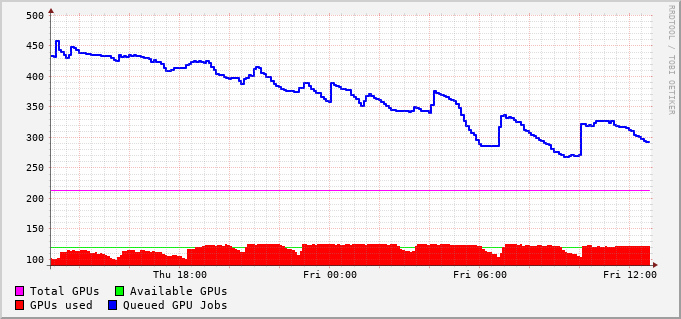 500
450
400
350
300
250
200
150
100
Thu 18:00 Fri 00:00 Fri 06:00 Fri 12:00
Total GPUs Available GPUs
GPUs used Queued GPU Jobs
RRDTOOL / TOBI OETIKER